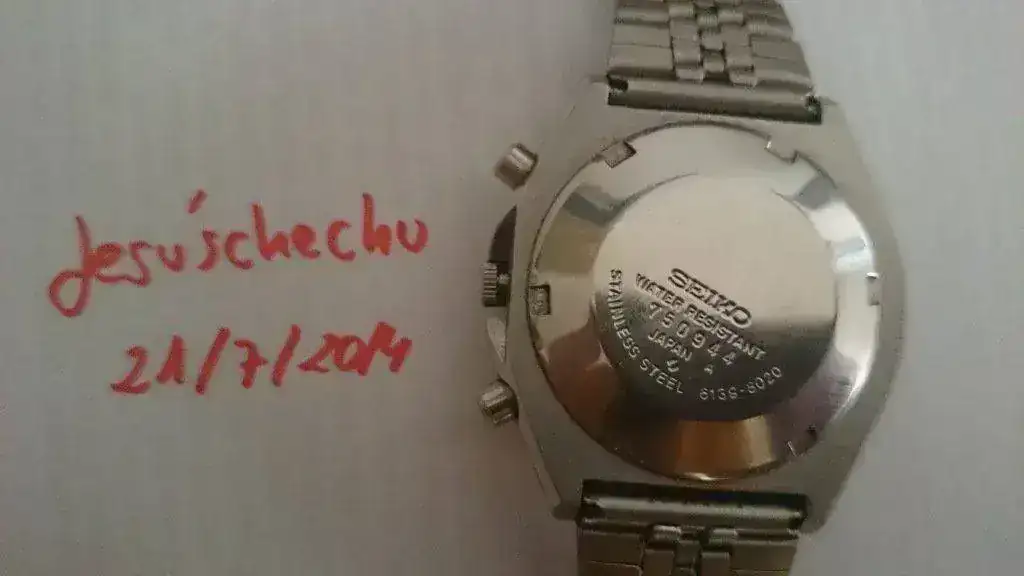 Jesúschechu
21/7/2014
SEIKO
WATER RESISTANT
750944
JAPAN J
STAINLESS STEEL 6139-8020